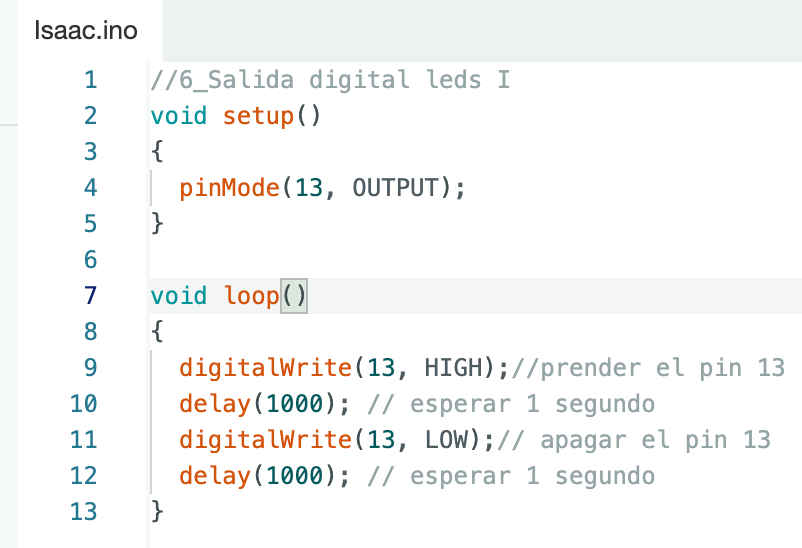 Isaac.ino
1 //6_Salida digital leds I
2 void setup()
3 {
4 pinMode(13, OUTPUT);
5 }
6
7 void loop()
8 {
9 digitalWrite(13, HIGH);//prender el pin 13
10 delay(1000); // esperar 1 segundo
11 digitalWrite(13, LOW);// apagar el pin 13
12 delay(1000); // esperar 1 segundo
13 }